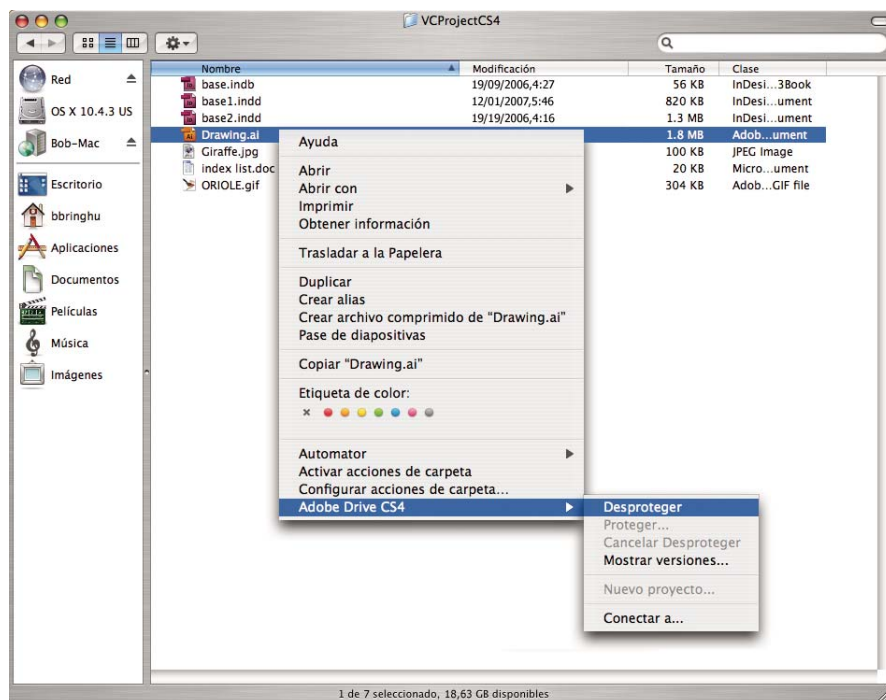 VCProjectCS4
Nombre Modificación Tamaño Clase
base.indb 19/09/2006,4:27 56 KB InDesi...3Book
base1.indd 12/01/2007,5:46 820 KB InDesi...ument
base2.indd 19/19/2006,4:16 1.3 MB InDesi...ument
Drawing.ai 1.8 MB Adob...ument
Giraffe.jpg 100 KB JPEG Image
index list.doc 20 KB Micro...ument
ORIOLE.gif 304 KB Adob...GIF file
Red
OS X 10.4.3 US
Bob-Mac
Escritorio
bbringhu
Aplicaciones
Documentos
Películas
Música
Imágenes
Ayuda
Abrir
Abrir con
Imprimir
Obtener información
Trasladar a la Papelera
Duplicar
Crear alias
Crear archivo comprimido de "Drawing.ai"
Pase de diapositivas
Copiar "Drawing.ai"
Etiqueta de color:
Automator
Activar acciones de carpeta
Configurar acciones de carpeta...
Adobe Drive CS4
Desproteger
Proteger...
Cancelar Desproteger
Mostrar versiones...
Nuevo proyecto...
Conectar a...
1 de 7 seleccionado, 18,63 GB disponibles